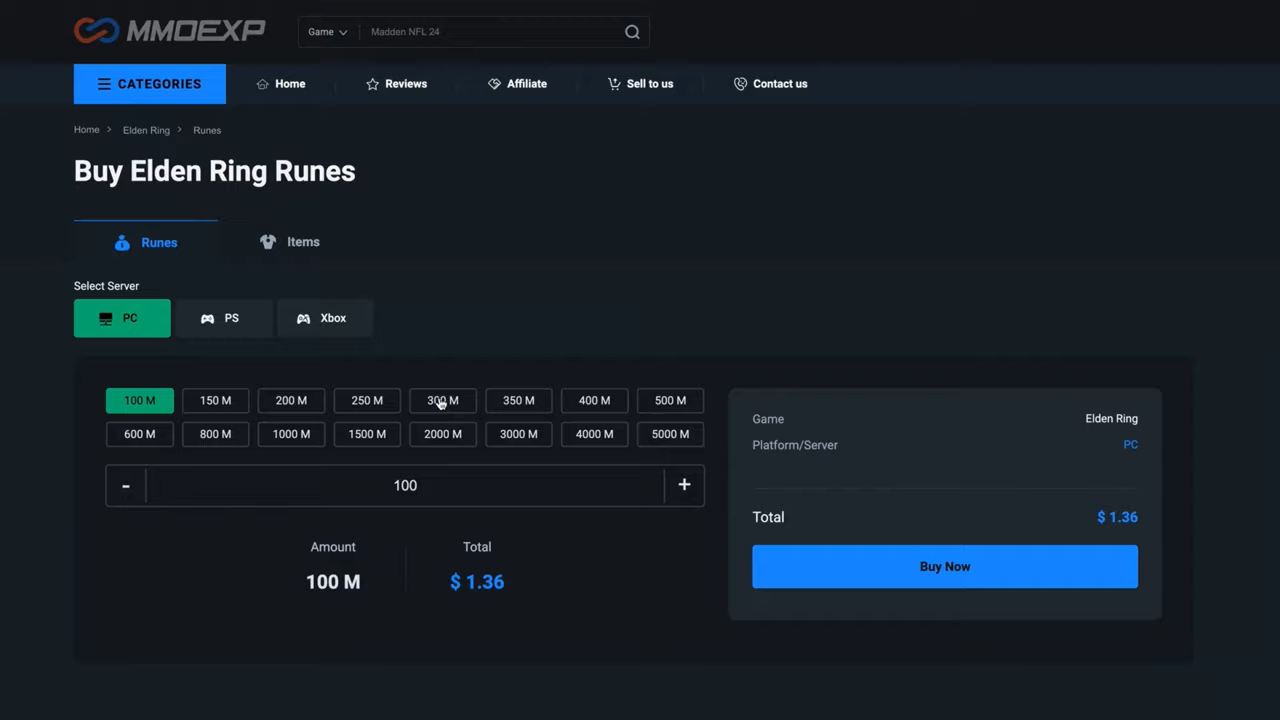 MMOEXP
Game
Madden NFL 24
CATEGORIES
Home
Reviews
Affiliate
Sell to us
Contact us
Home > Elden Ring > Runes
Buy Elden Ring Runes
Runes
Items
Select Server
PC
PS
Xbox
100 M
150 M
200 M
250 M
300 M
350 M
400 M
500 M
600 M
800 M
1000 M
1500 M
2000 M
3000 M
4000 M
5000 M
- 100 +
Amount
100 M
Total
$ 1.36
Game Elden Ring
Platform/Server PC
Total $ 1.36
Buy Now